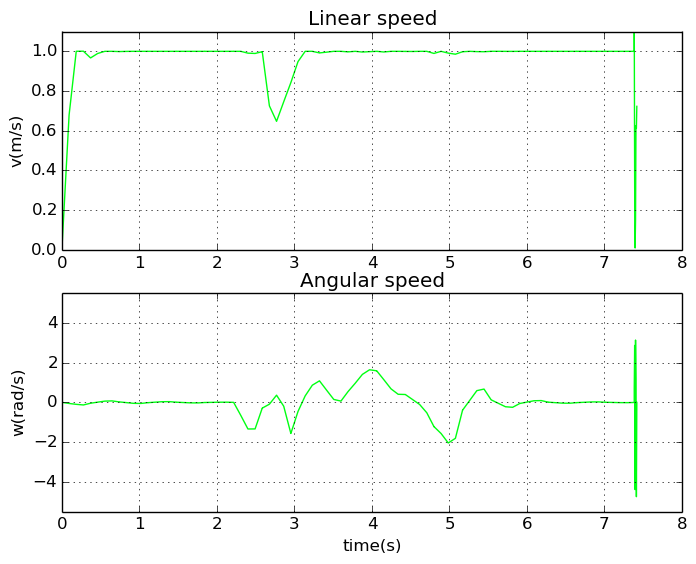 Linear speed
v(m/s)
1.0
0.8
0.6
0.4
0.2
0.0
0 1 2 3 4 5 6 7 8
Angular speed
w(rad/s)
4
2
0
−2
−4
0 1 2 3 4 5 6 7 8
time(s)